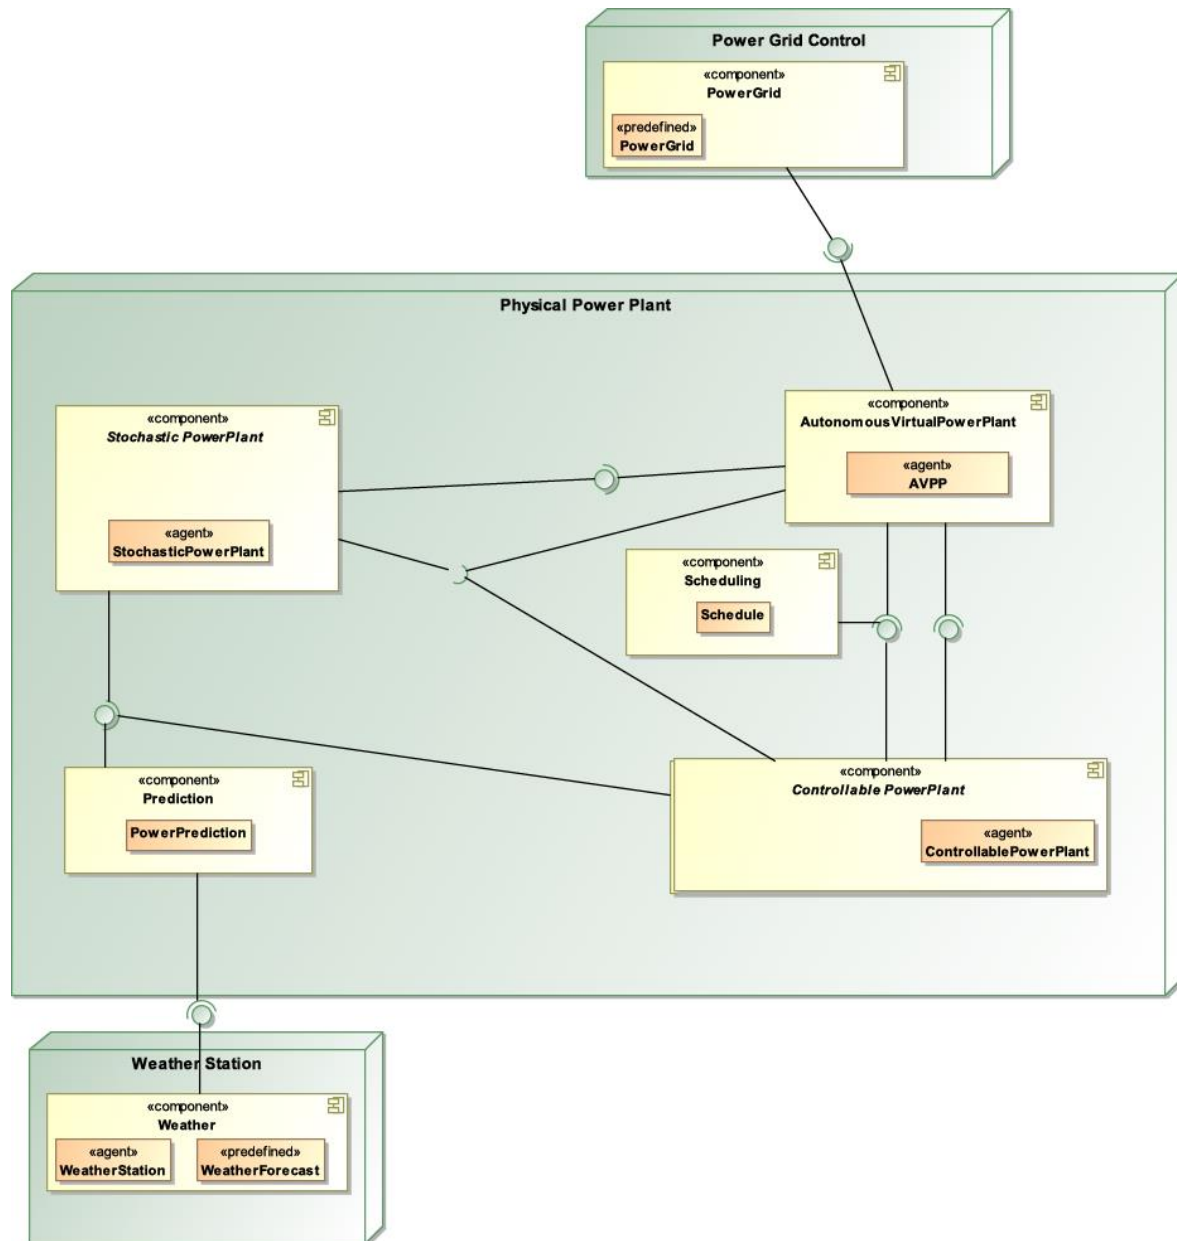 Power Grid Control
«component»
PowerGrid
«predefined»
PowerGrid
Physical Power Plant
«component»
Stochastic PowerPlant
«agent»
StochasticPowerPlant
«component»
AutonomousVirtualPowerPlant
«agent»
AVPP
«component»
Scheduling
Schedule
«component»
Prediction
PowerPrediction
«component»
Controllable PowerPlant
«agent»
ControllablePowerPlant
Weather Station
«component»
Weather
«agent»
WeatherStation
«predefined»
WeatherForecast